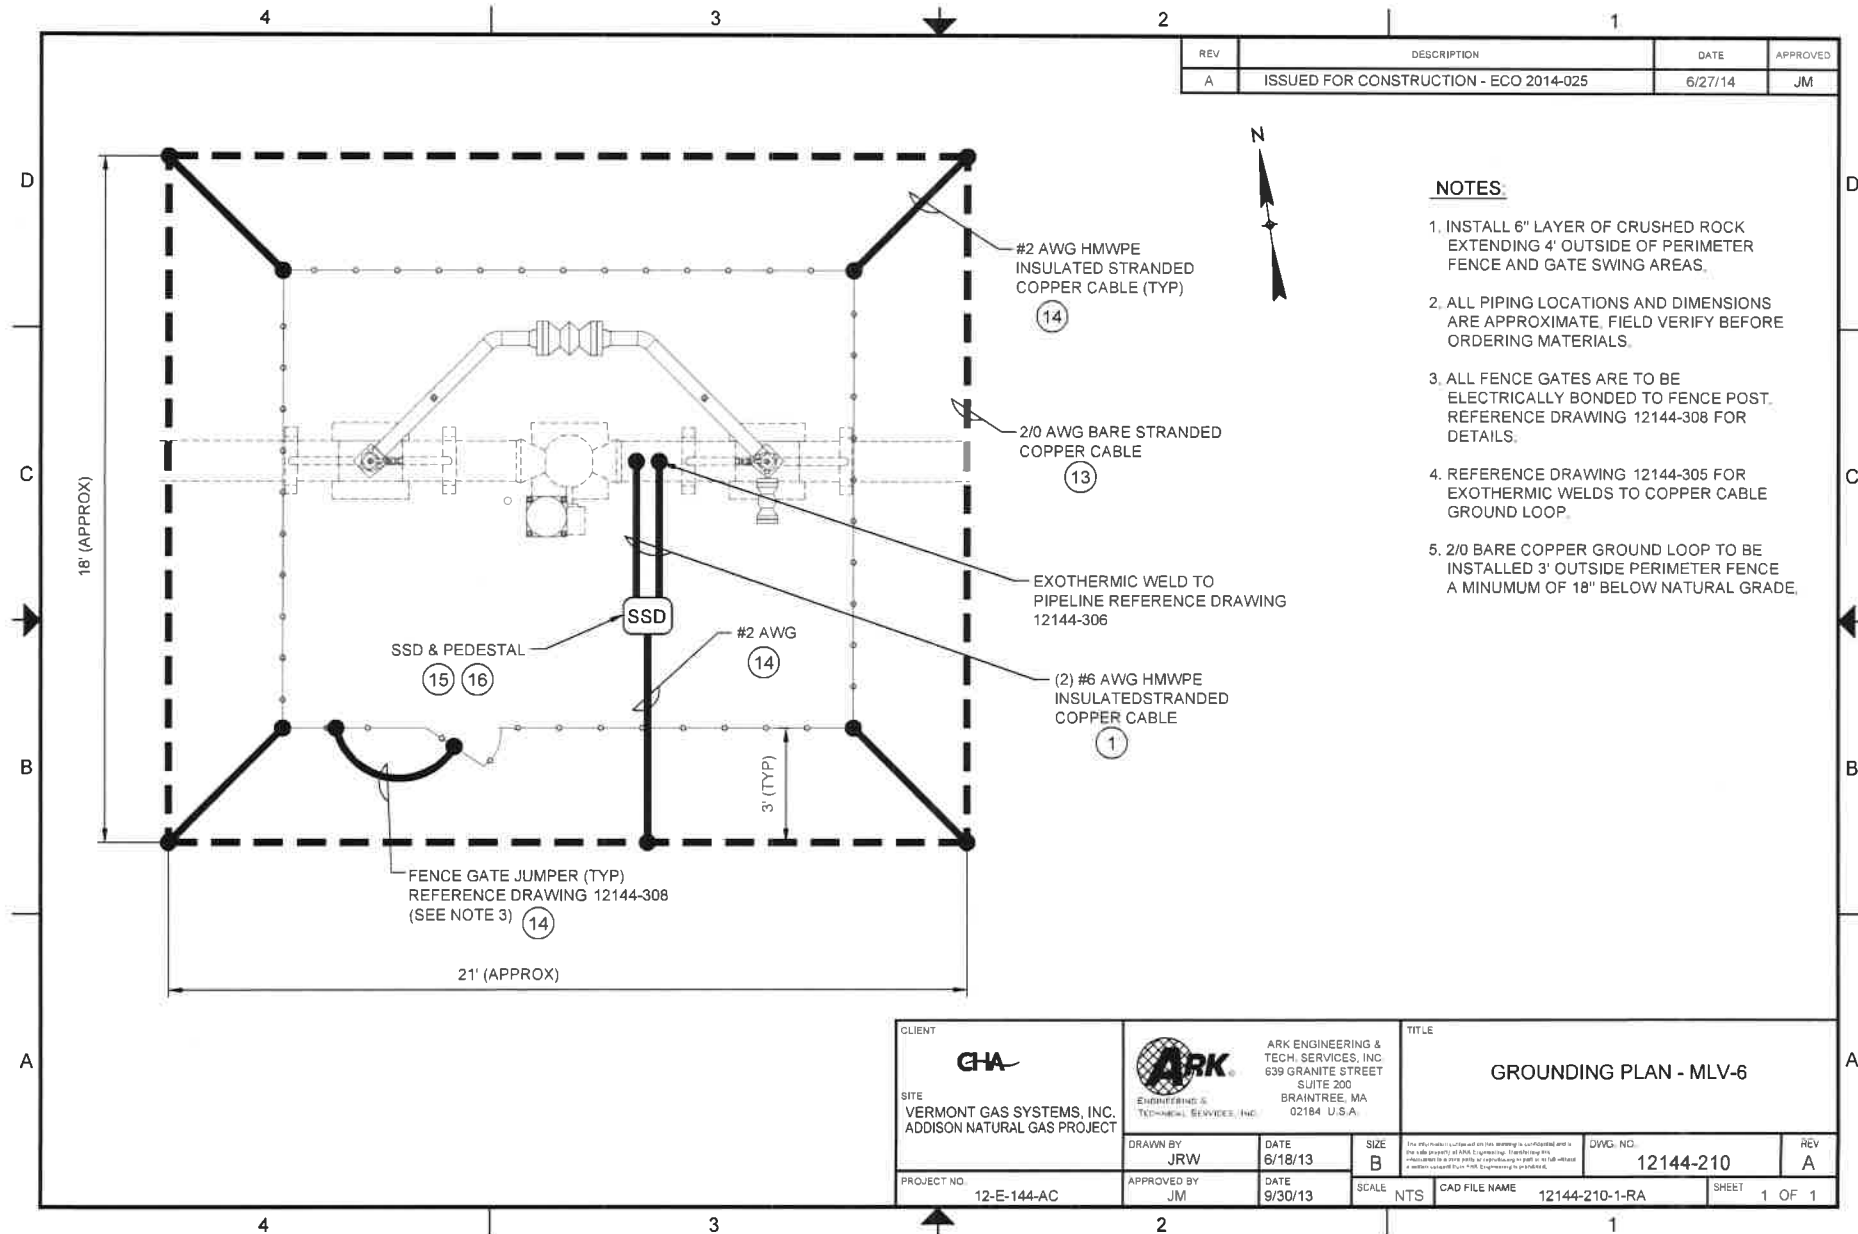 4 3 2 1
REV DESCRIPTION DATE APPROVED
A ISSUED FOR CONSTRUCTION - ECO 2014-025 6/27/14 JM
D
D
C
C
B
B
A
A
N
NOTES:
1. INSTALL 6" LAYER OF CRUSHED ROCK
EXTENDING 4' OUTSIDE OF PERIMETER
FENCE AND GATE SWING AREAS.
2. ALL PIPING LOCATIONS AND DIMENSIONS
ARE APPROXIMATE. FIELD VERIFY BEFORE
ORDERING MATERIALS.
3. ALL FENCE GATES ARE TO BE
ELECTRICALLY BONDED TO FENCE POST.
REFERENCE DRAWING 12144-308 FOR
DETAILS.
4. REFERENCE DRAWING 12144-305 FOR
EXOTHERMIC WELDS TO COPPER CABLE
GROUND LOOP.
5. 2/0 BARE COPPER GROUND LOOP TO BE
INSTALLED 3' OUTSIDE PERIMETER FENCE
A MINUMUM OF 18" BELOW NATURAL GRADE.
#2 AWG HMWPE
INSULATED STRANDED
COPPER CABLE (TYP)
14
2/0 AWG BARE STRANDED
COPPER CABLE
13
EXOTHERMIC WELD TO
PIPELINE REFERENCE DRAWING
12144-306
(2) #6 AWG HMWPE
INSULATEDSTRANDED
COPPER CABLE
1
SSD
SSD & PEDESTAL
15 16
#2 AWG
14
18' (APPROX)
3' (TYP)
FENCE GATE JUMPER (TYP)
REFERENCE DRAWING 12144-308
(SEE NOTE 3) 14
21' (APPROX)
CLIENT
CHA
SITE
VERMONT GAS SYSTEMS, INC.
ADDISON NATURAL GAS PROJECT
PROJECT NO.
12-E-144-AC
ARK
ENGINEERING &
TECHNICAL SERVICES, INC.
ARK ENGINEERING &
TECH. SERVICES, INC
639 GRANITE STREET
SUITE 200
BRAINTREE, MA
02184 U.S.A.
TITLE
GROUNDING PLAN - MLV-6
DRAWN BY
JRW
DATE
6/18/13
APPROVED BY
JM
DATE
9/30/13
SIZE
B
DWG. NO.
12144-210
REV
A
SCALE NTS
CAD FILE NAME 12144-210-1-RA
SHEET 1 OF 1
4 3 2 1